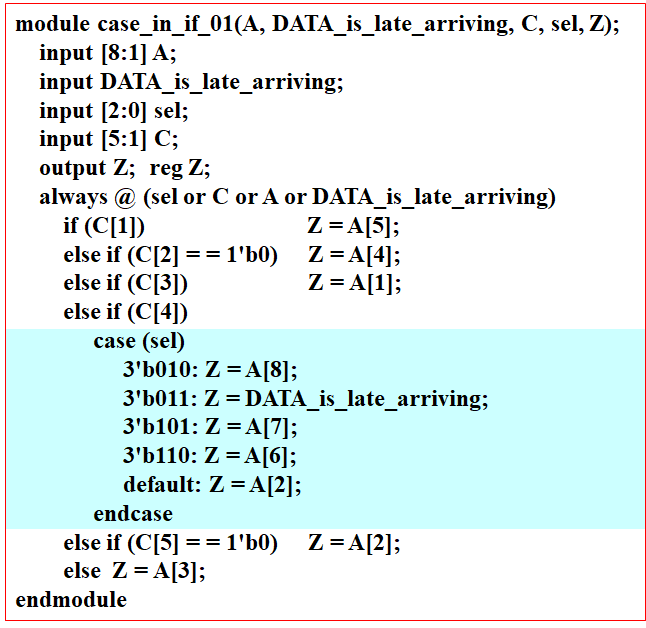 module case_in_if_01(A, DATA_is_late_arriving, C, sel, Z);
input [8:1] A;
input DATA_is_late_arriving;
input [2:0] sel;
input [5:1] C;
output Z; reg Z;
always @ (sel or C or A or DATA_is_late_arriving)
if (C[1]) Z = A[5];
else if (C[2] = = 1'b0) Z = A[4];
else if (C[3]) Z = A[1];
else if (C[4])
case (sel)
3'b010: Z = A[8];
3'b011: Z = DATA_is_late_arriving;
3'b101: Z = A[7];
3'b110: Z = A[6];
default: Z = A[2];
endcase
else if (C[5] = = 1'b0) Z = A[2];
else Z = A[3];
endmodule